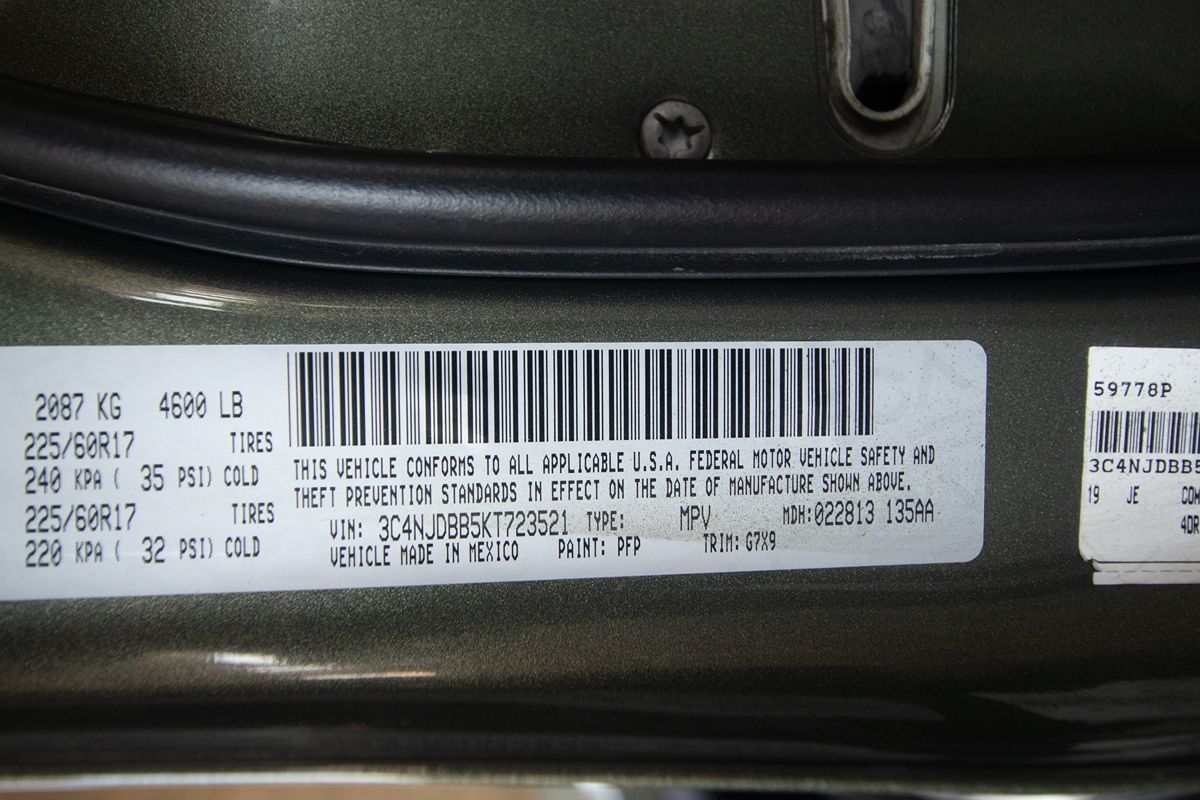 2087 KG 4600 LB
225/60R17 TIRES
240 KPA ( 35 PSI) COLD
225/60R17 TIRES
220 KPA ( 32 PSI) COLD
THIS VEHICLE CONFORMS TO ALL APPLICABLE U.S.A. FEDERAL MOTOR VEHICLE SAFETY AND
THEFT PREVENTION STANDARDS IN EFFECT ON THE DATE OF MANUFACTURE SHOWN ABOVE.
VIN: 3C4NJDBB5KT723521 TYPE: MPV MDH:022813 135AA
VEHICLE MADE IN MEXICO PAINT: PFP TRIM: G7X9
59778P
3C4NJDBB5
19 JE COM
4DR